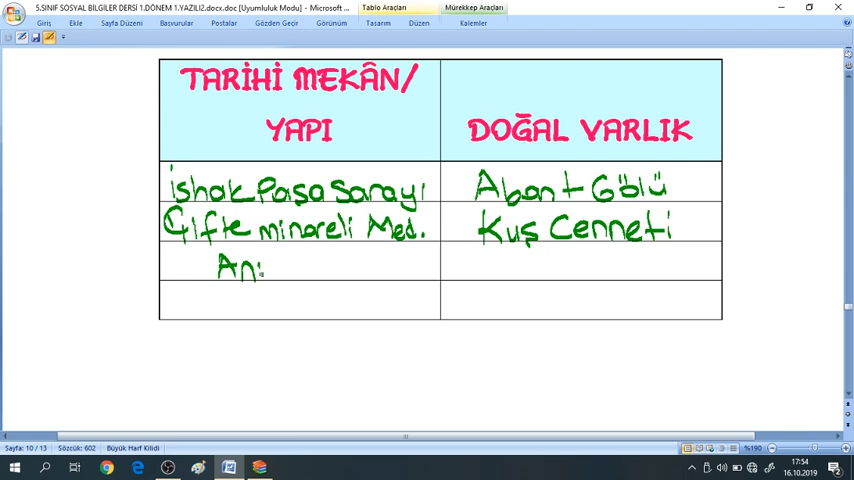 5.SINIF SOSYAL BİLGİLER DERSİ 1.DÖNEM 1.YAZILI2.docx.doc [Uyumluluk Modu] - Microsoft ...
Tablo Araçları
Mürekkep Araçları
Giriş Ekle Sayfa Düzeni Başvurular Postalar Gözden Geçir Görünüm Tasarım Düzen Kalemler
TARİHİ MEKÂN/
YAPI
DOĞAL VARLIK
İshak Paşa Sarayı
Abant Gölü
Çifte minareli Med.
Kuş Cenneti
Anı
Sayfa: 10 / 13 Sözcük: 602 Büyük Harf Kilidi
%190
17:54
16.10.2019
2